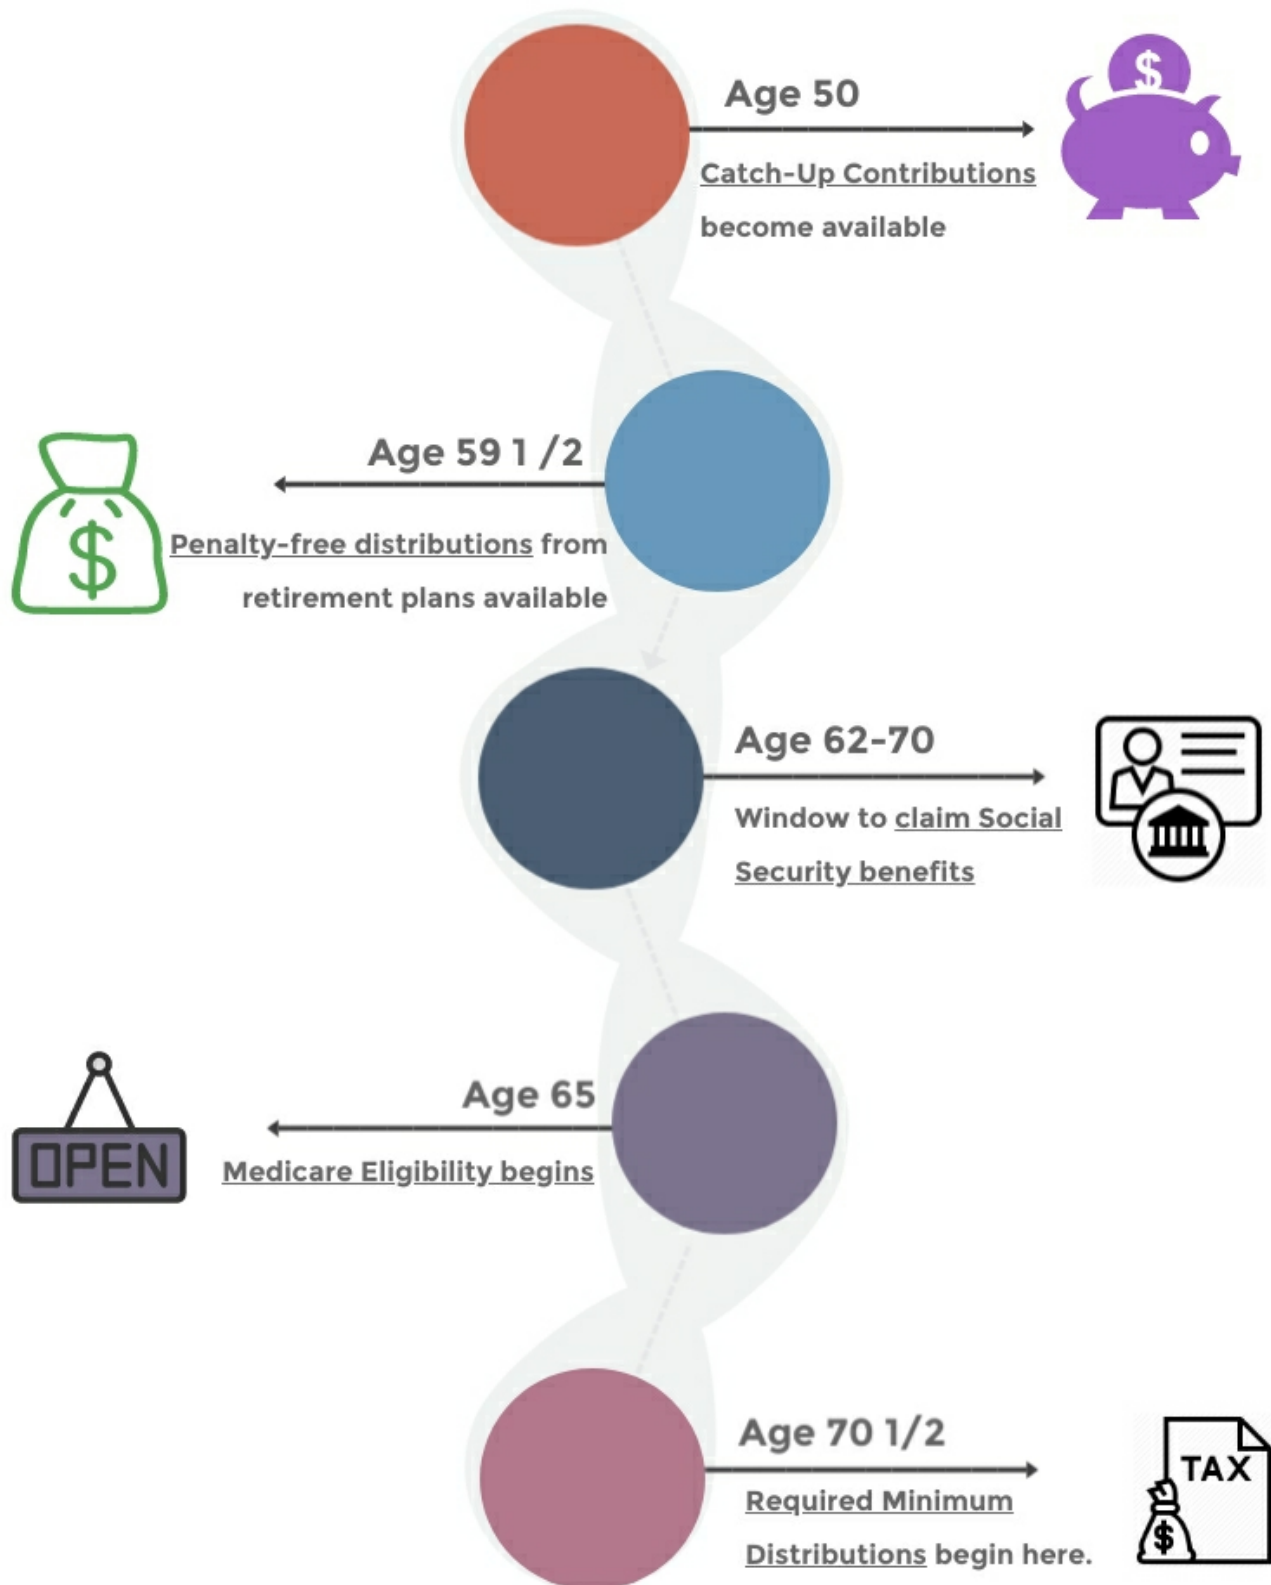 $
Age 50
Catch-Up Contributions
become available
Age 59 1 /2
$
Penalty-free distributions from
retirement plans available
Age 62-70
Window to claim Social
Security benefits
Age 65
OPEN
Medicare Eligibility begins
Age 70 1/2
TAX
$
Required Minimum
Distributions begin here.